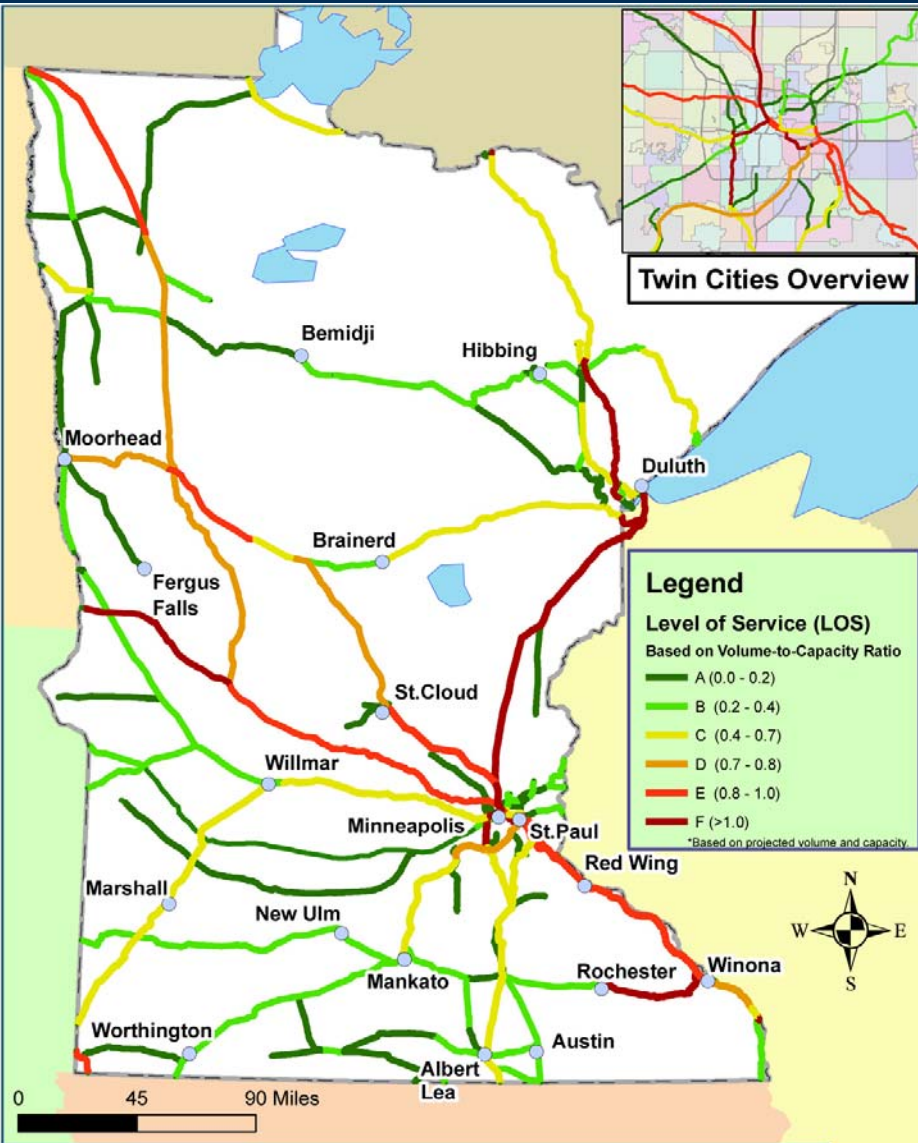 Twin Cities Overview
Bemidji
Hibbing
Moorhead
Duluth
Brainerd
Fergus
Falls
Legend
Level of Service (LOS)
Based on Volume-to-Capacity Ratio
A (0.0 - 0.2)
B (0.2 - 0.4)
C (0.4 - 0.7)
D (0.7 - 0.8)
E (0.8 - 1.0)
F (>1.0)
*Based on projected volume and capacity.
St.Cloud
Willmar
Minneapolis
St.Paul
Red Wing
Marshall
New Ulm
N
W E
S
Mankato
Rochester
Winona
Worthington
Albert
Lea
Austin
0 45 90 Miles